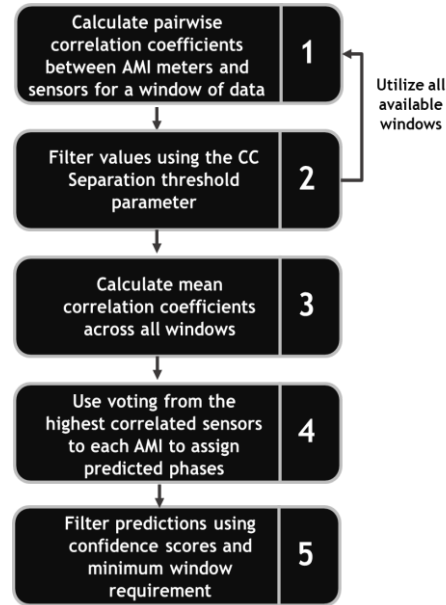 Calculate pairwise
correlation coefficients
between AMI meters and
sensors for a window of data
1
Utilize all
available
windows
Filter values using the CC
Separation threshold
parameter
2
Calculate mean
correlation coefficients
across all windows
3
Use voting from the
highest correlated sensors
to each AMI to assign
predicted phases
4
Filter predictions using
confidence scores and
minimum window
requirement
5